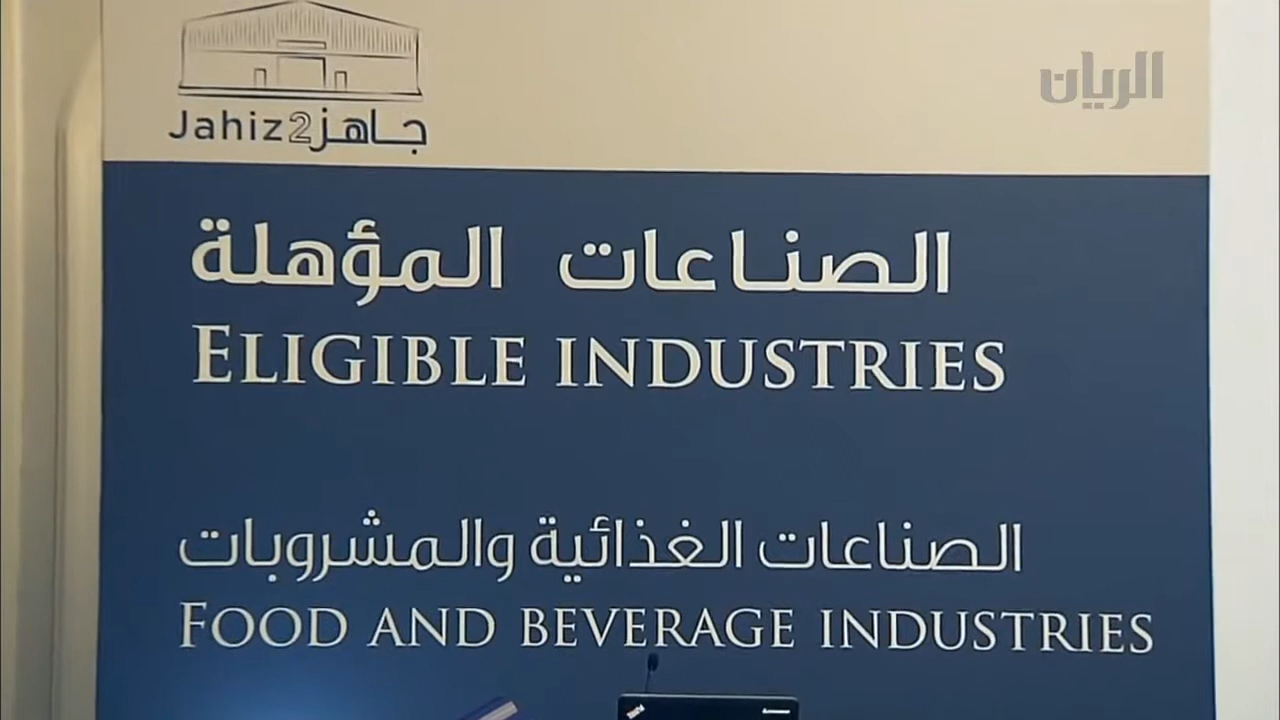 الريان
Jahiz2جاهز
الصناعات المؤهلة
ELIGIBLE INDUSTRIES
الصناعات الغذائية والمشروبات
FOOD AND BEVERAGE INDUSTRIES